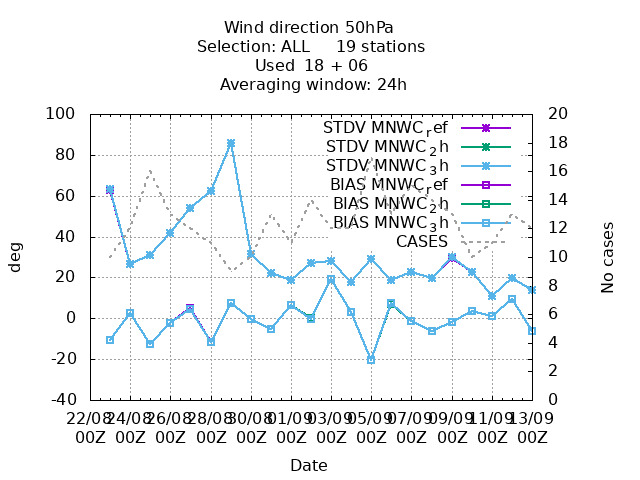 Wind direction 50hPa
Selection: ALL 19 stations
Used 18 + 06
Averaging window: 24h
100
80
60
40
20
0
-20
-40
deg
20
18
16
14
12
10
8
6
4
2
0
No cases
STDV MNWC_ref
STDV MNWC_2h
STDV MNWC_3h
BIAS MNWC_ref
BIAS MNWC_2h
BIAS MNWC_3h
CASES
22/08 24/08 26/08 28/08 30/08 01/09 03/09 05/09 07/09 09/09 11/09 13/09
00Z 00Z 00Z 00Z 00Z 00Z 00Z 00Z 00Z 00Z 00Z 00Z
Date